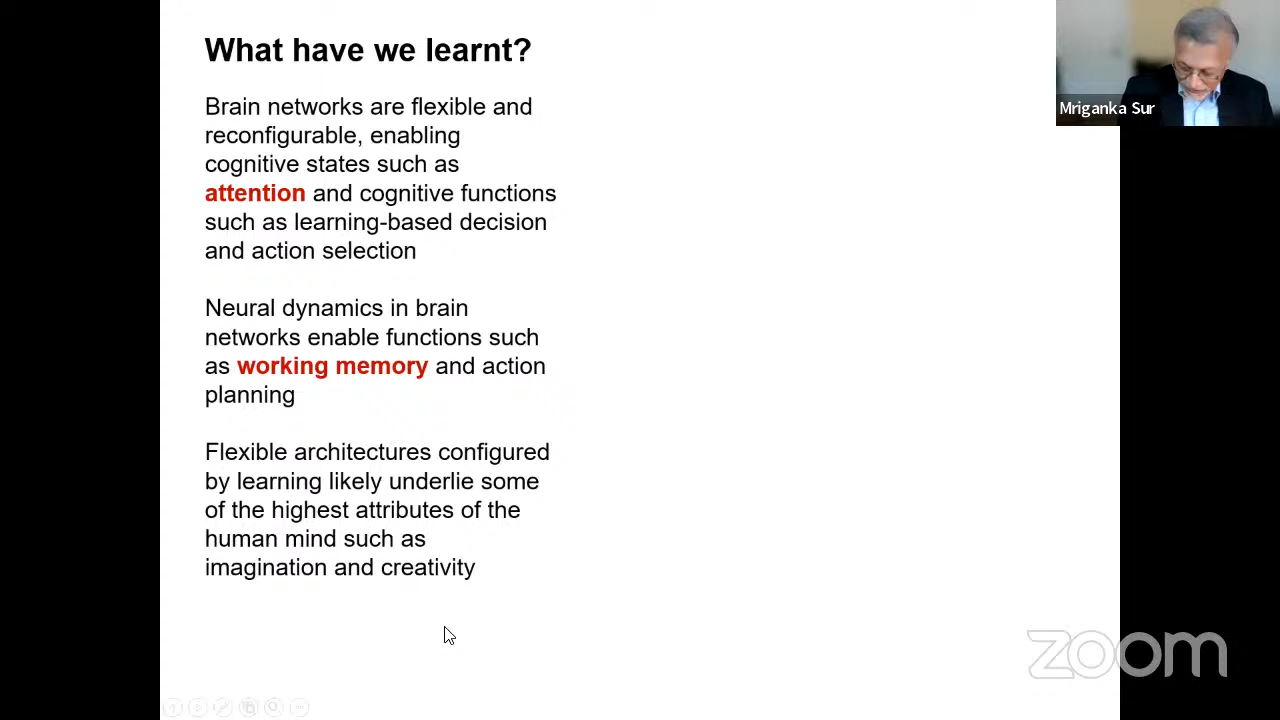 What have we learnt?
Brain networks are flexible and
reconfigurable, enabling
cognitive states such as
attention and cognitive functions
such as learning-based decision
and action selection
Neural dynamics in brain
networks enable functions such
as working memory and action
planning
Flexible architectures configured
by learning likely underlie some
of the highest attributes of the
human mind such as
imagination and creativity
Mriganka Sur
zoom